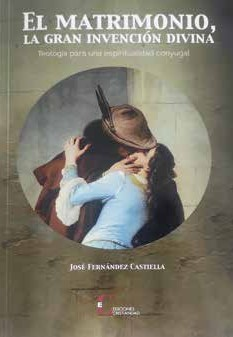 EL MATRIMONIO,
LA GRAN INVENCIÓN DIVINA
Teología para una espiritualidad conyugal
JOSÉ FERNÁNDEZ CASTIELLA
EDICIONES
CRISTIANDAD